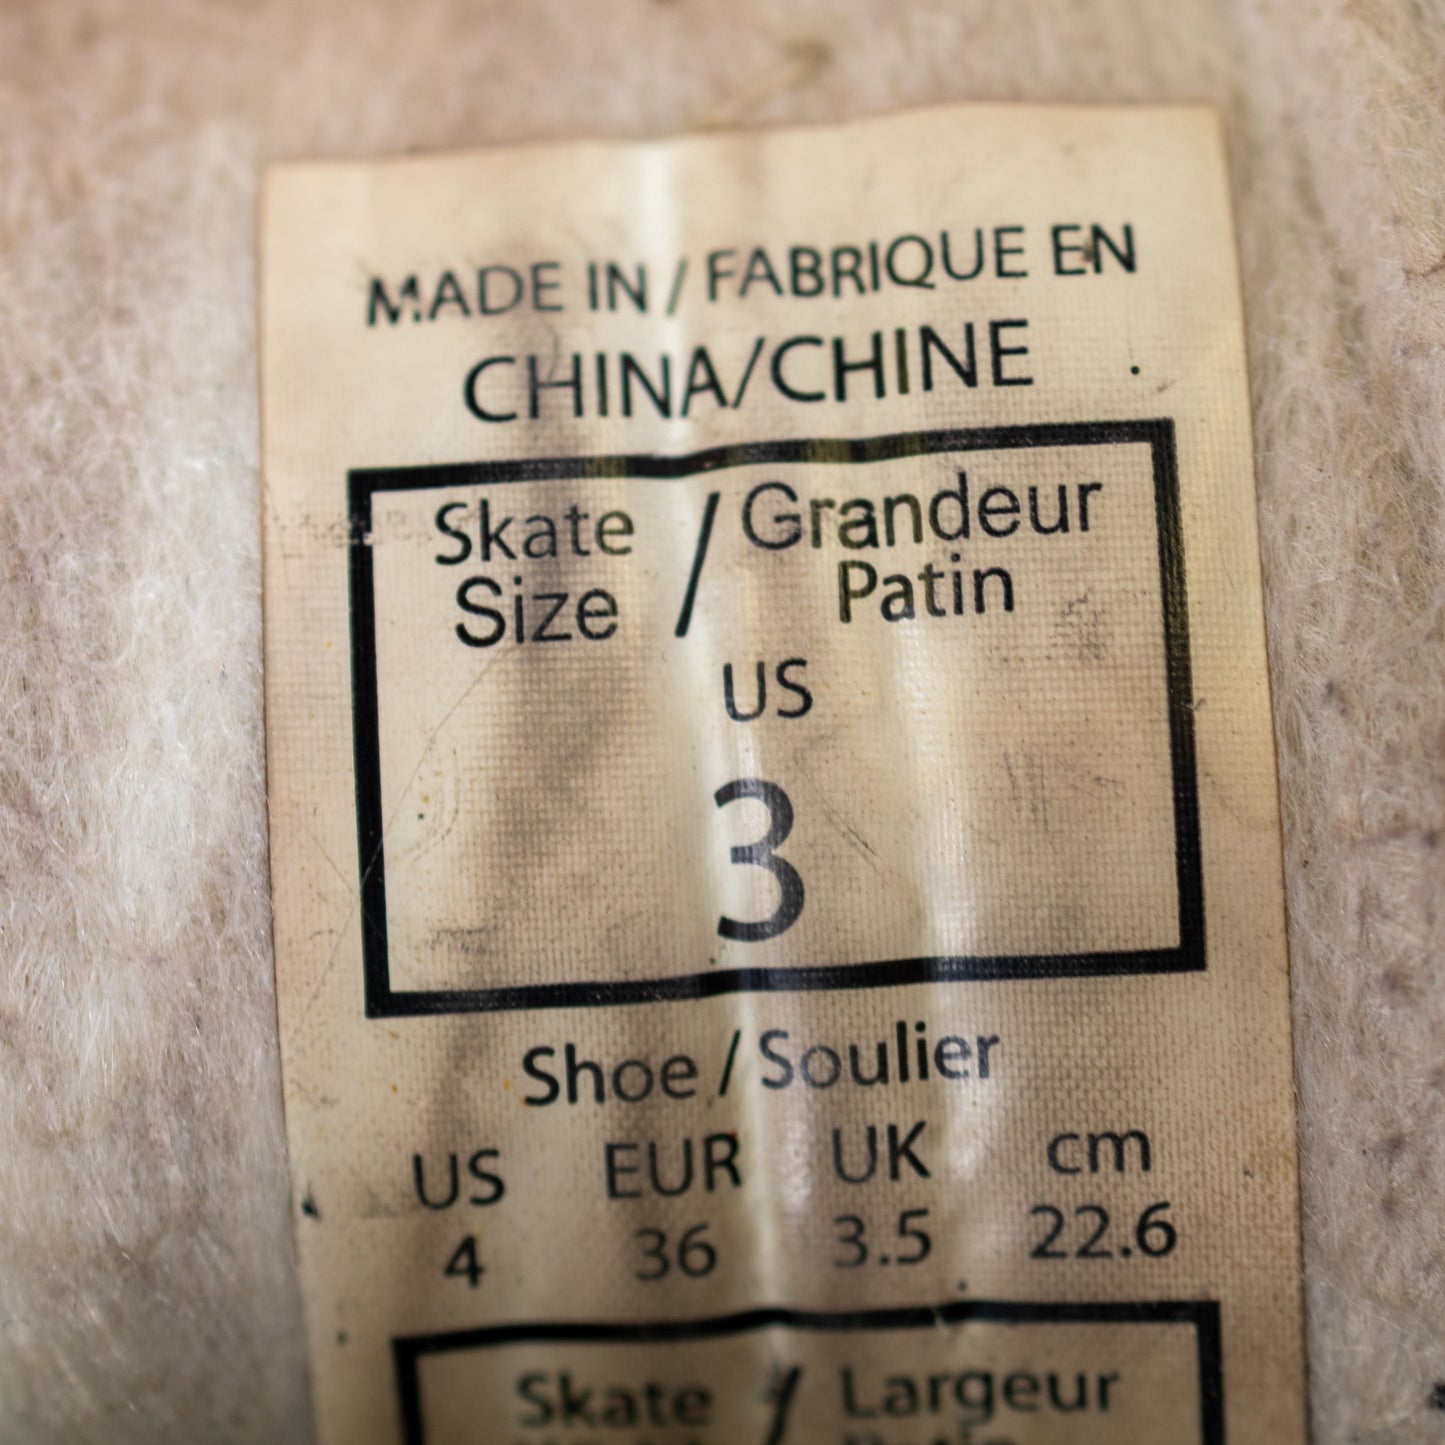 MADE IN / FABRIQUE EN
CHINA/CHINE
Skate / Grandeur
Size Patin
US
3
Shoe / Soulier
US EUR UK cm
4 36 3.5 22.6
Skate / Largeur